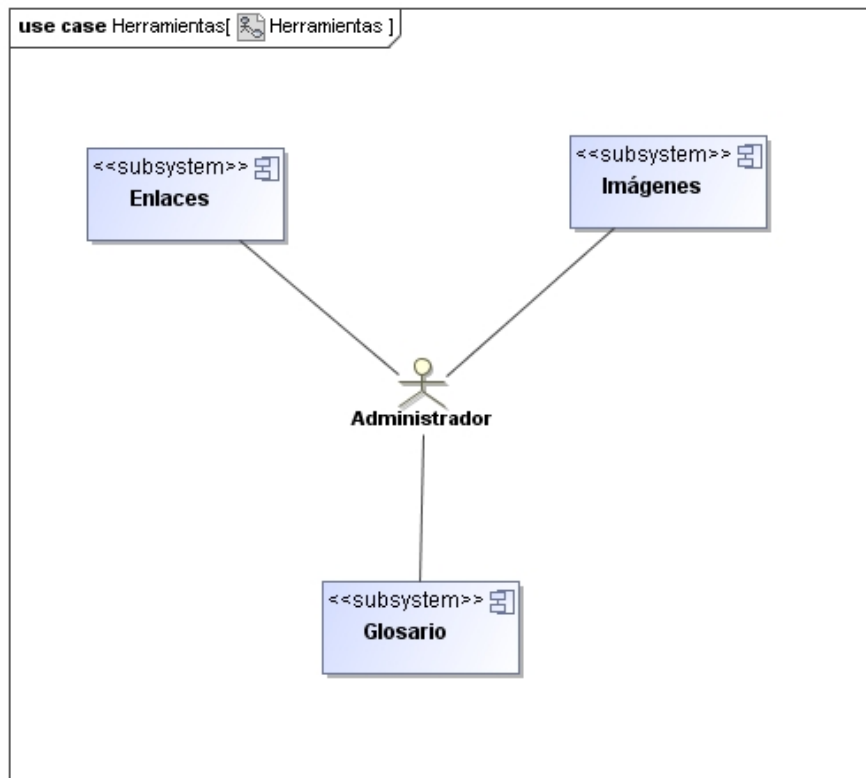 use case Herramientas[ Herramientas ]
<<subsystem>>
Enlaces
<<subsystem>>
Imágenes
Administrador
<<subsystem>>
Glosario